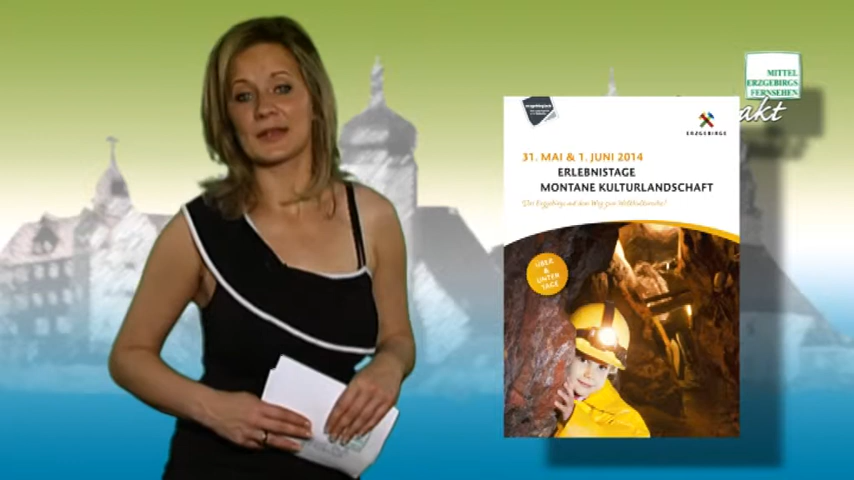 MITTEL
ERZGEBIRGS
FERNSEHEN
akt
ERZGEBIRGE
31. MAI & 1. JUNI 2014
ERLEBNISTAGE
MONTANE KULTURLANDSCHAFT
Das Erzgebirge auf dem Weg zum Weltkulturerbe!
ÜBER
&
UNTER
TAGE